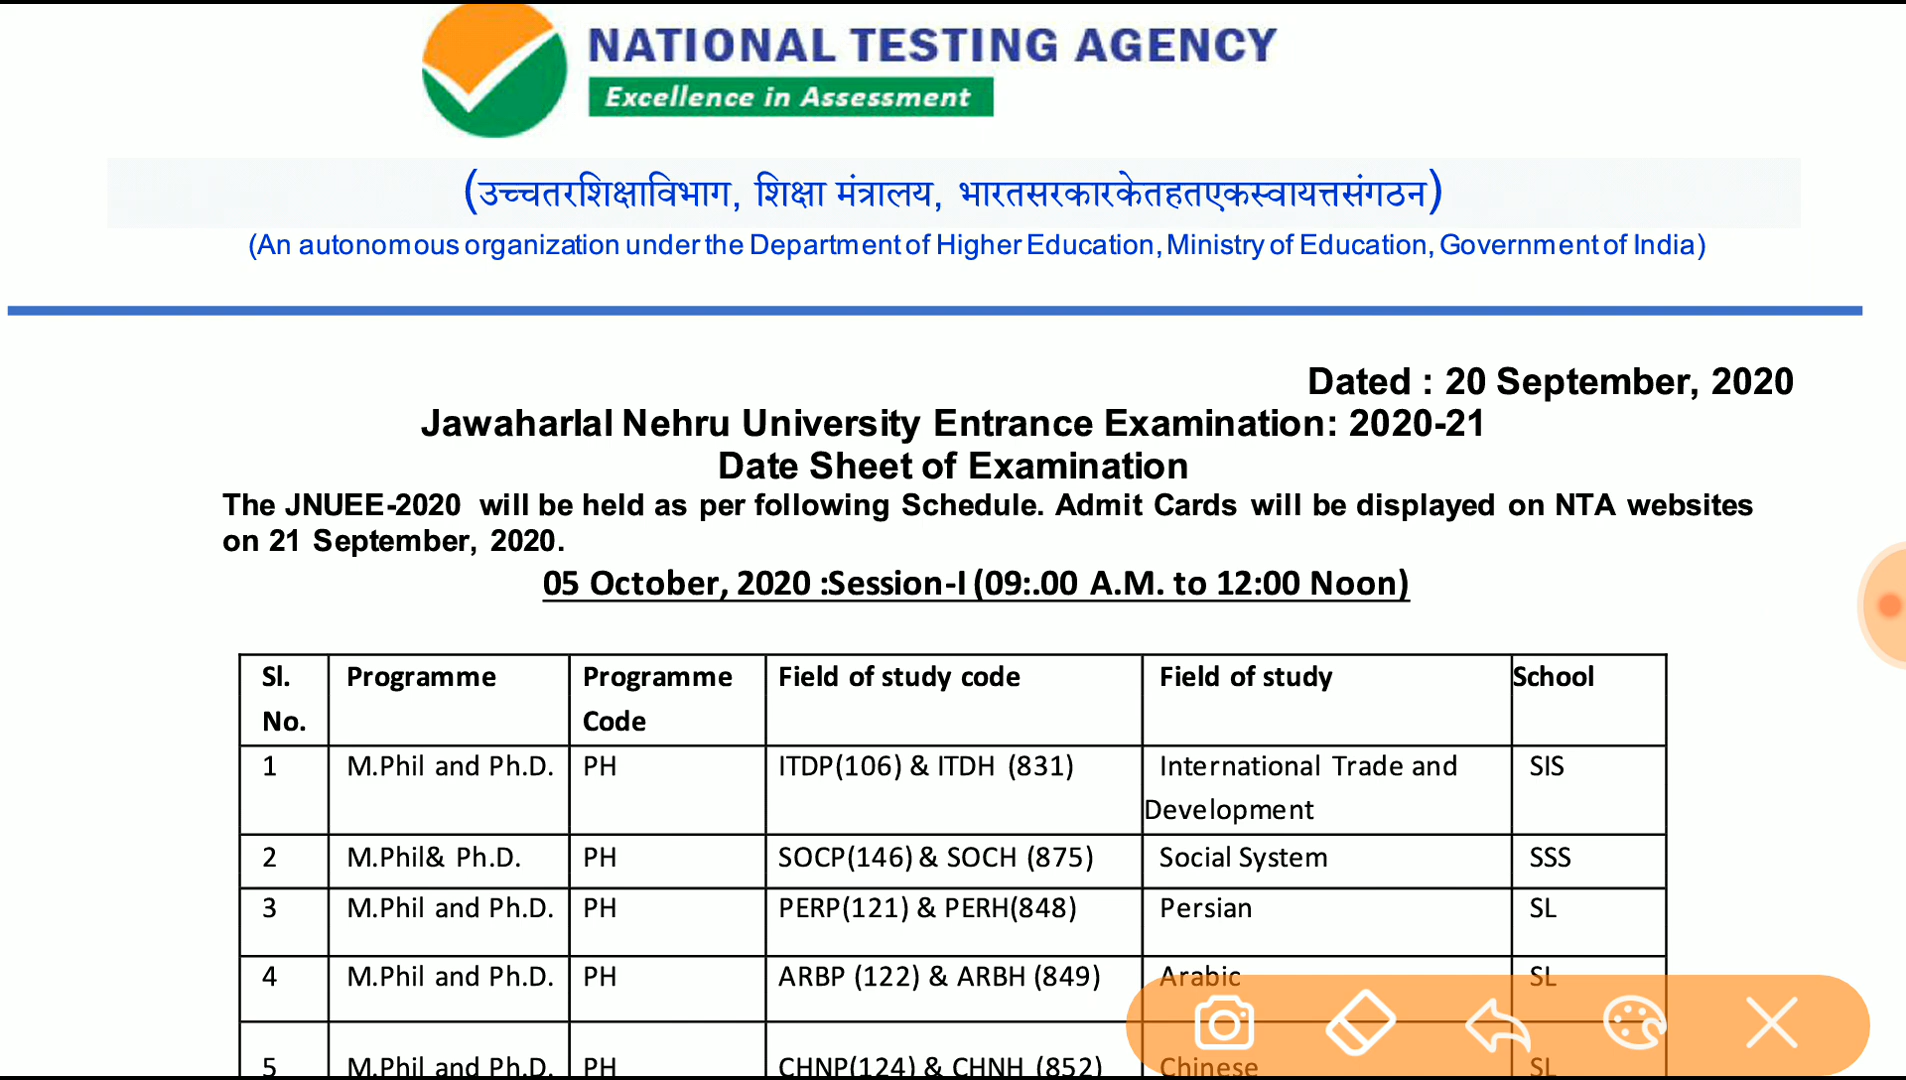 NATIONAL TESTING AGENCY
Excellence in Assessment
(उच्चतरशिक्षाविभाग, शिक्षा मंत्रालय, भारतसरकारकेतहतएकस्वायत्तसंगठन)
(An autonomous organization under the Department of Higher Education, Ministry of Education, Government of India)
Dated : 20 September, 2020
Jawaharlal Nehru University Entrance Examination: 2020-21
Date Sheet of Examination
The JNUEE-2020 will be held as per following Schedule. Admit Cards will be displayed on NTA websites
on 21 September, 2020.
05 October, 2020 :Session-I (09:.00 A.M. to 12:00 Noon)
Sl. Programme Programme Field of study code Field of study School
No. Code
1 M.Phil and Ph.D. PH ITDP(106) & ITDH (831) International Trade and SIS
Development
2 M.Phil& Ph.D. PH SOCP(146) & SOCH (875) Social System SSS
3 M.Phil and Ph.D. PH PERP(121) & PERH(848) Persian SL
4 M.Phil and Ph.D. PH ARBP (122) & ARBH (849) Arabic SL
5 M.Phil and Ph.D. PH CHNP(124) & CHNH (852) Chinese SL